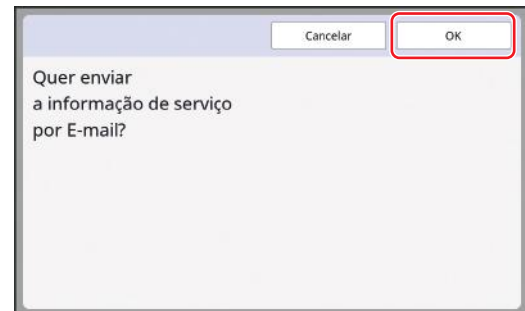 Cancelar
OK
Quer enviar
a informação de serviço
por E-mail?